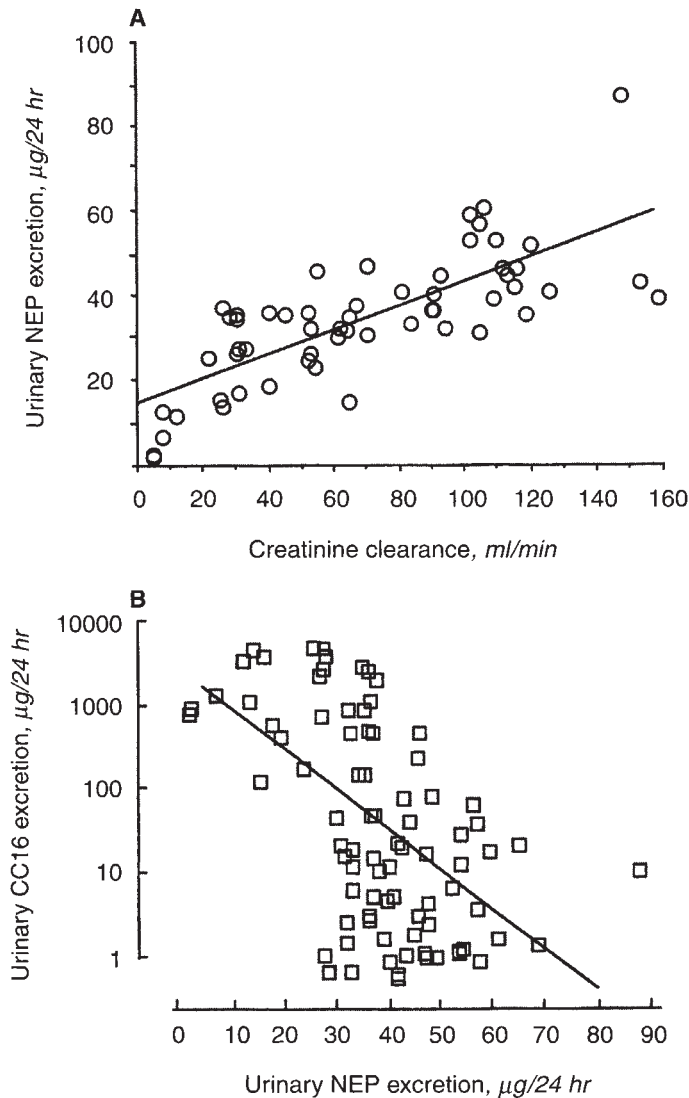 A
100
80
60
40
20
0 20 40 60 80 100 120 140 160
Urinary NEP excretion, μg/24 hr
Creatinine clearance, ml/min
B
10000
1000
100
10
1
0 10 20 30 40 50 60 70 80 90
Urinary CC16 excretion, μg/24 hr
Urinary NEP excretion, μg/24 hr